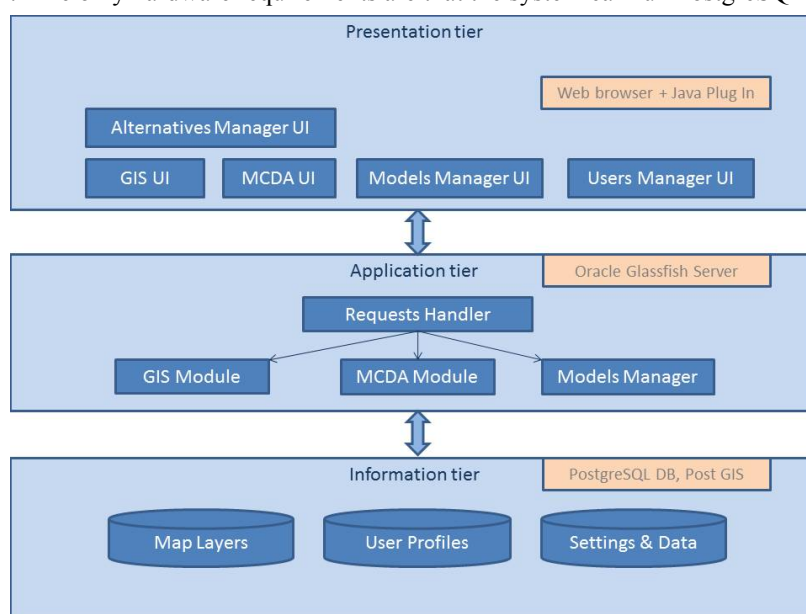 Presentation tier
Web browser + Java Plug In
Alternatives Manager UI
GIS UI
MCDA UI
Models Manager UI
Users Manager UI
Application tier
Oracle Glassfish Server
Requests Handler
GIS Module
MCDA Module
Models Manager
Information tier
PostgreSQL DB, Post GIS
Map Layers
User Profiles
Settings & Data